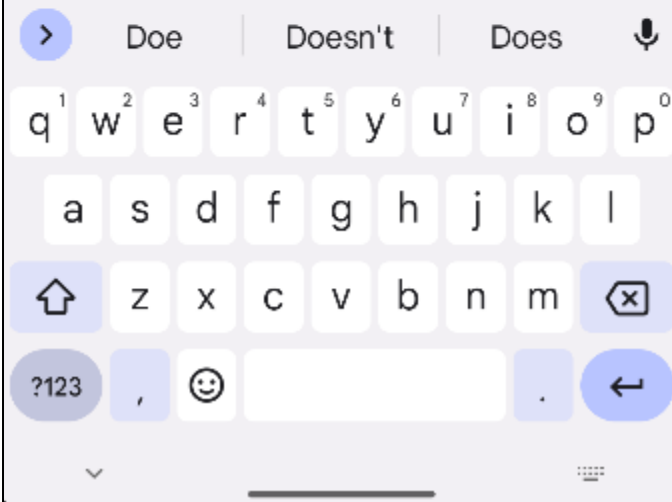 Doe Doesn't Does
q1 w2 e3 r4 t5 y6 u7 i8 o9 p0
a s d f g h j k l
z x c v b n m
?123 , .